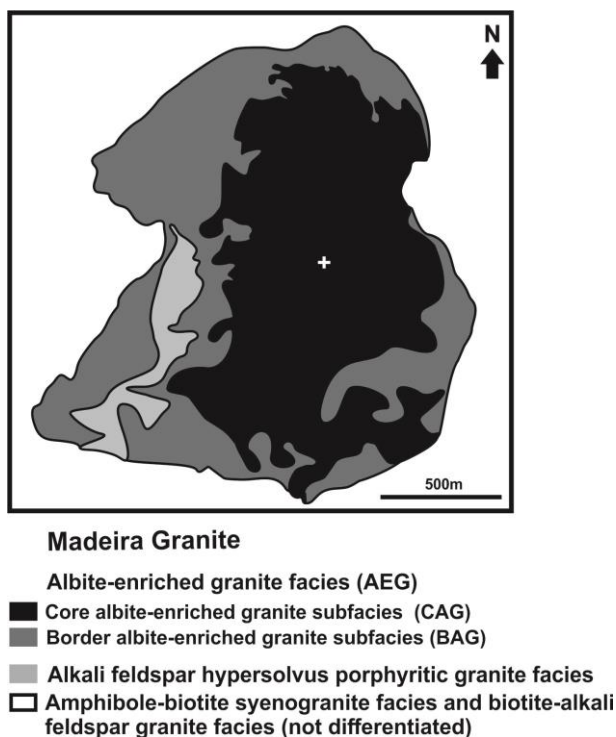 N
500m
Madeira Granite
Albite-enriched granite facies (AEG)
Core albite-enriched granite subfacies (CAG)
Border albite-enriched granite subfacies (BAG)
Alkali feldspar hypersolvus porphyritic granite facies
Amphibole-biotite syenogranite facies and biotite-alkali
feldspar granite facies (not differentiated)